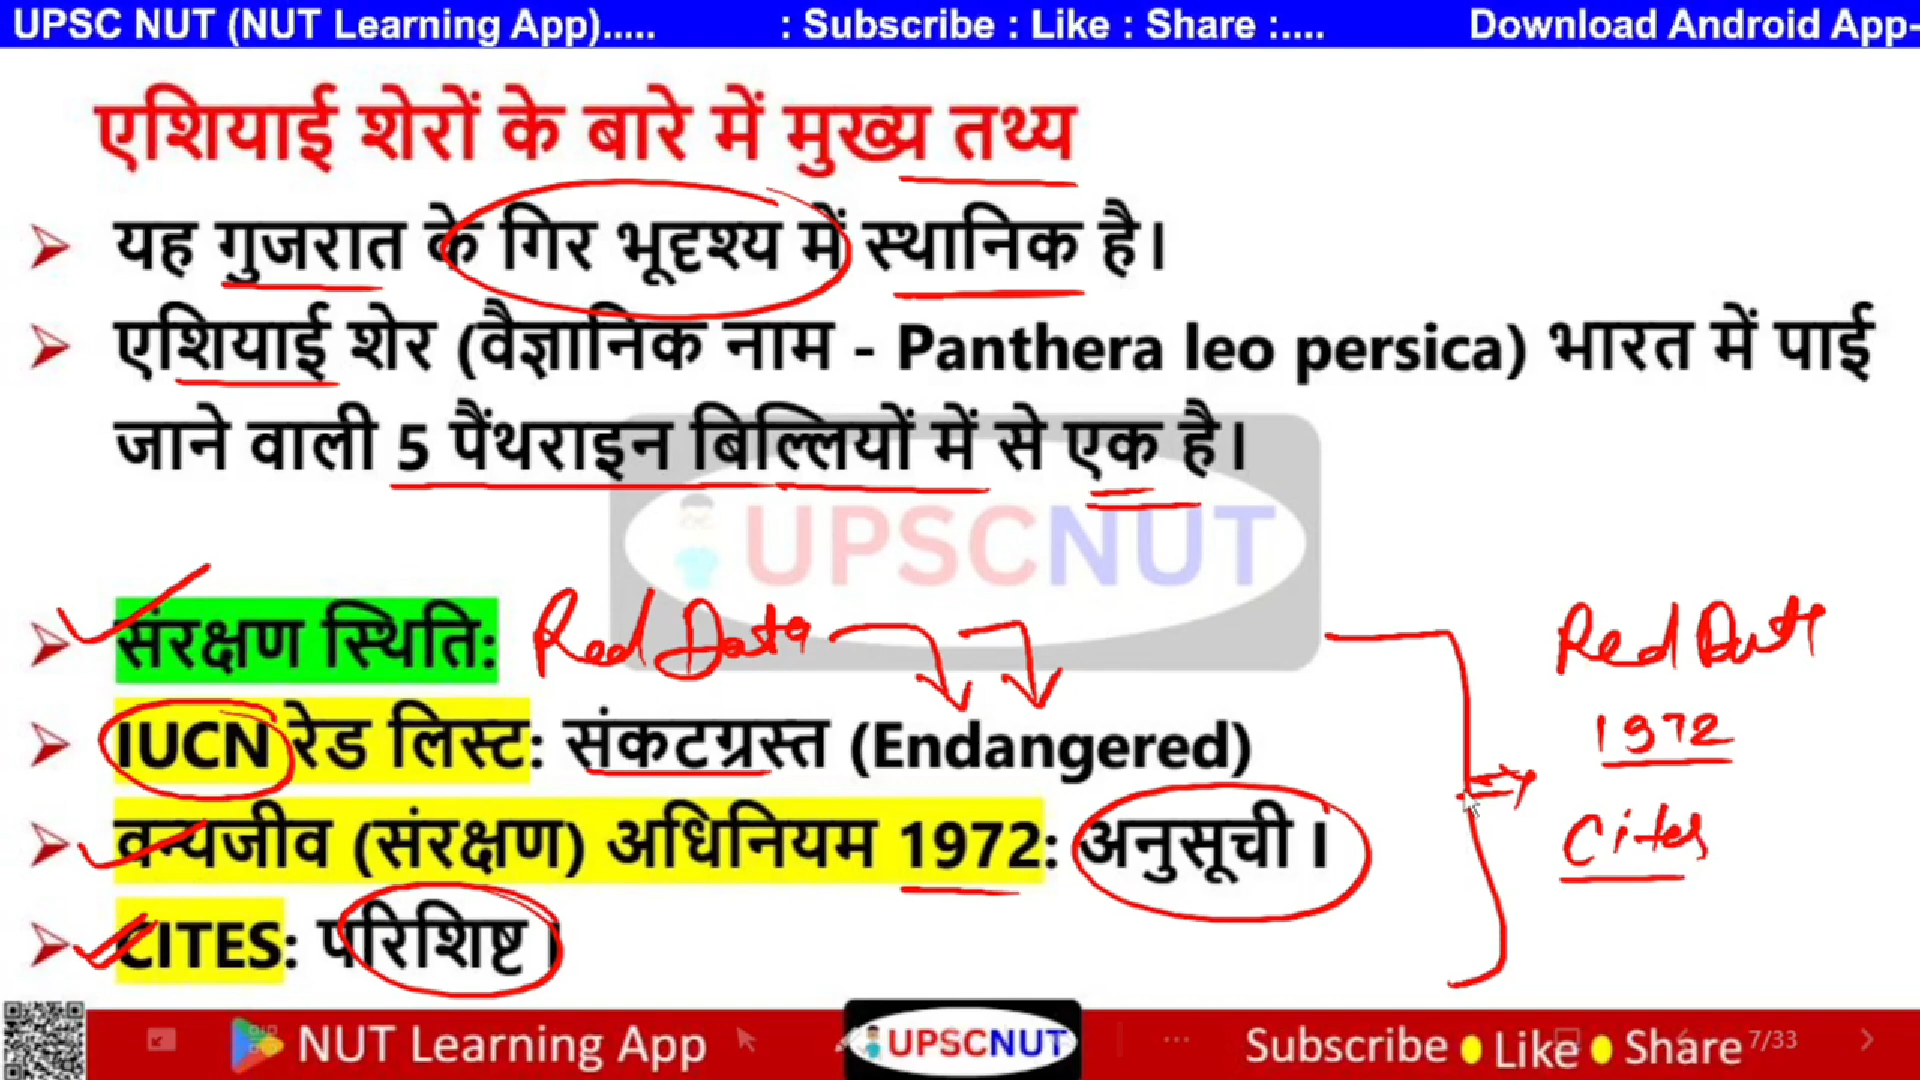 UPSC NUT (NUT Learning App)..... : Subscribe : Like : Share :.... Download Android App-
एशियाई शेरों के बारे में मुख्य तथ्य
यह गुजरात के गिर भूदृश्य में स्थानिक है।
एशियाई शेर (वैज्ञानिक नाम - Panthera leo persica) भारत में पाई
जाने वाली 5 पैंथराइन बिल्लियों में से एक है।
UPSCNUT
संरक्षण स्थिति: Red Data
Red Data
IUCN रेड लिस्ट: संकटग्रस्त (Endangered)
1972
वन्यजीव (संरक्षण) अधिनियम 1972: अनुसूची I
Cites
CITES: परिशिष्ट I
NUT Learning App UPSCNUT Subscribe Like Share 7/33